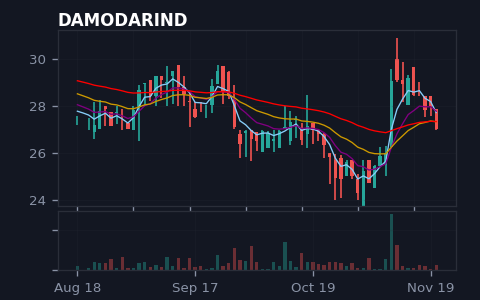 DAMODARIND
30
28
26
24
Aug 18
Sep 17
Oct 19
Nov 19